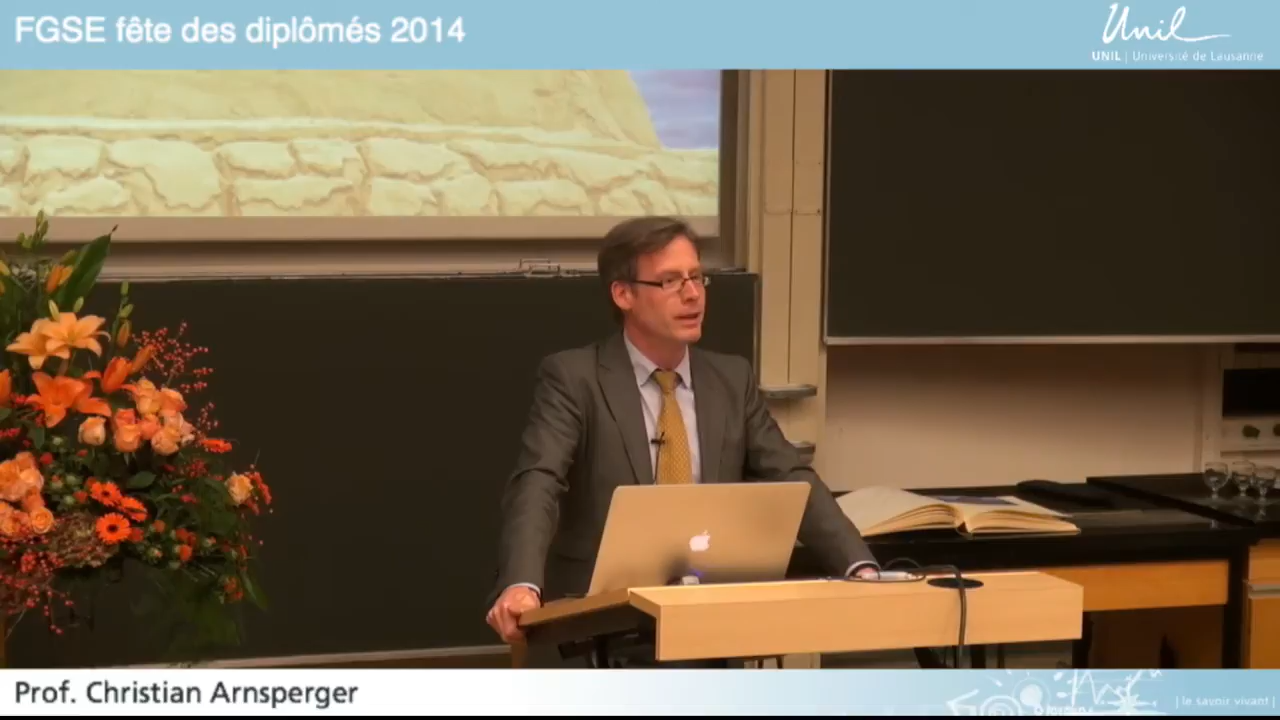 FGSE fête des diplômés 2014
Unil
UNIL | Université de Lausanne
Prof. Christian Arnsperger
| le savoir vivant |